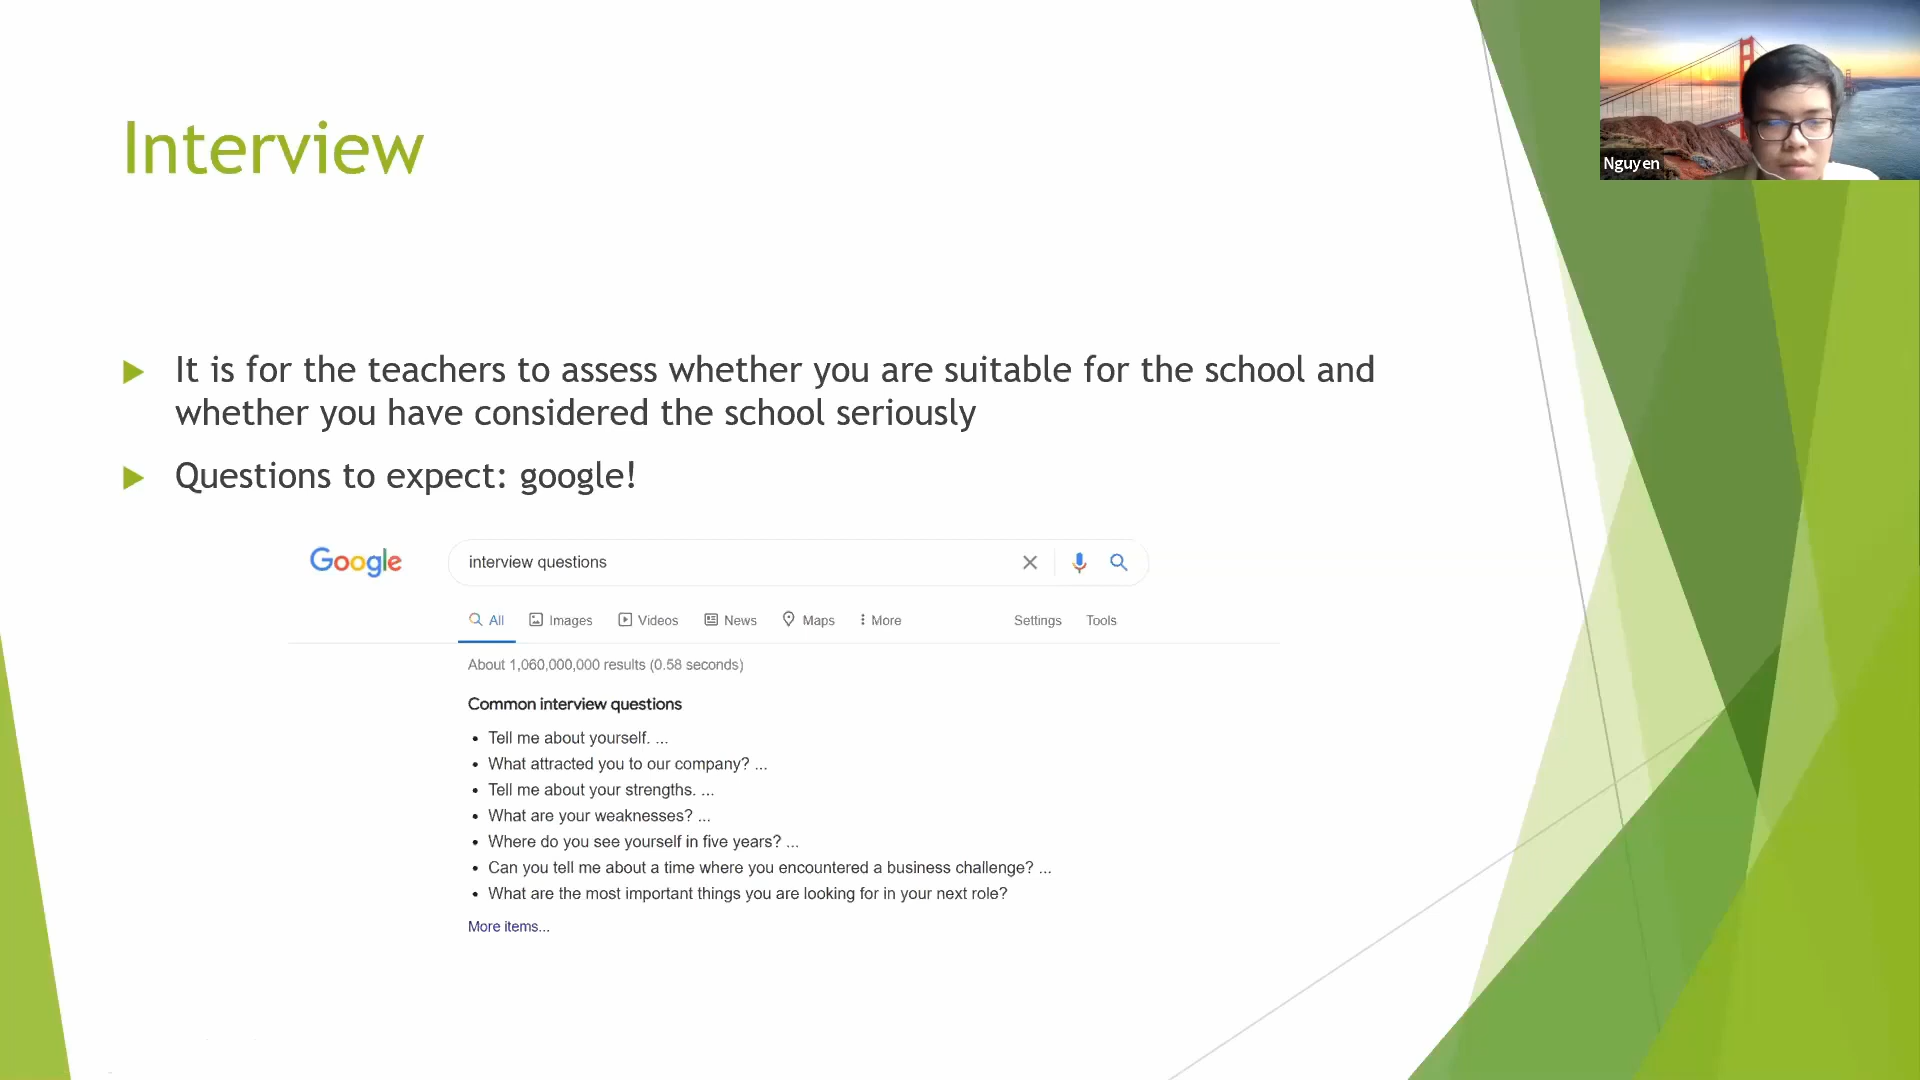 Interview
Nguyen
It is for the teachers to assess whether you are suitable for the school and
whether you have considered the school seriously
Questions to expect: google!
Google
interview questions
All Images Videos News Maps More Settings Tools
About 1,060,000,000 results (0.58 seconds)
Common interview questions
Tell me about yourself. ...
What attracted you to our company? ...
Tell me about your strengths. ...
What are your weaknesses? ...
Where do you see yourself in five years? ...
Can you tell me about a time where you encountered a business challenge? ...
What are the most important things you are looking for in your next role?
More items...